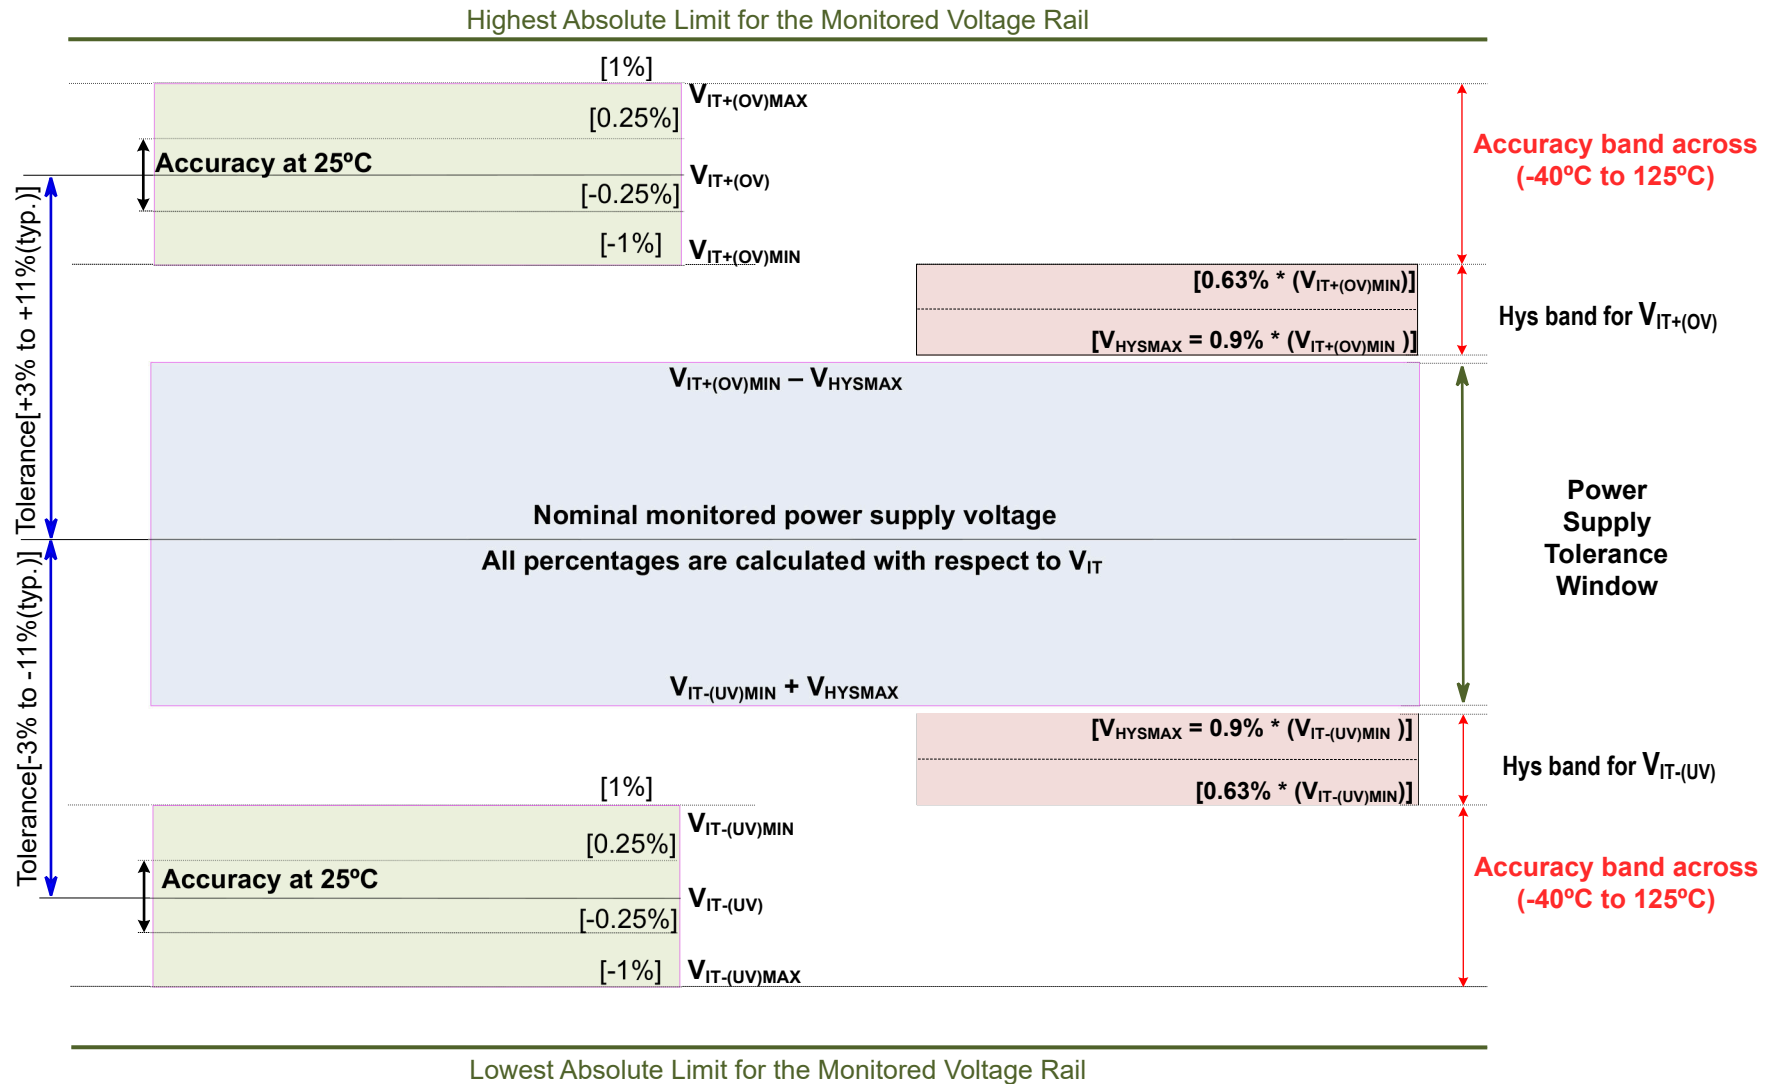 Highest Absolute Limit for the Monitored Voltage Rail
[1%]
VIT+(OV)MAX
[0.25%]
Accuracy at 25ºC
VIT+(OV)
[-0.25%]
[-1%]
VIT+(OV)MIN
Accuracy band across
(-40ºC to 125ºC)
Tolerance[+3% to +11%(typ.)]
[0.63% * (VIT+(OV)MIN)]
[VHYSMAX = 0.9% * (VIT+(OV)MIN )]
Hys band for VIT+(OV)
VIT+(OV)MIN – VHYSMAX
Nominal monitored power supply voltage
All percentages are calculated with respect to VIT
Power
Supply
Tolerance
Window
VIT-(UV)MIN + VHYSMAX
Tolerance[-3% to -11%(typ.)]
[VHYSMAX = 0.9% * (VIT-(UV)MIN )]
[0.63% * (VIT-(UV)MIN)]
Hys band for VIT-(UV)
[1%]
VIT-(UV)MIN
[0.25%]
Accuracy at 25ºC
VIT-(UV)
[-0.25%]
[-1%]
VIT-(UV)MAX
Accuracy band across
(-40ºC to 125ºC)
Lowest Absolute Limit for the Monitored Voltage Rail